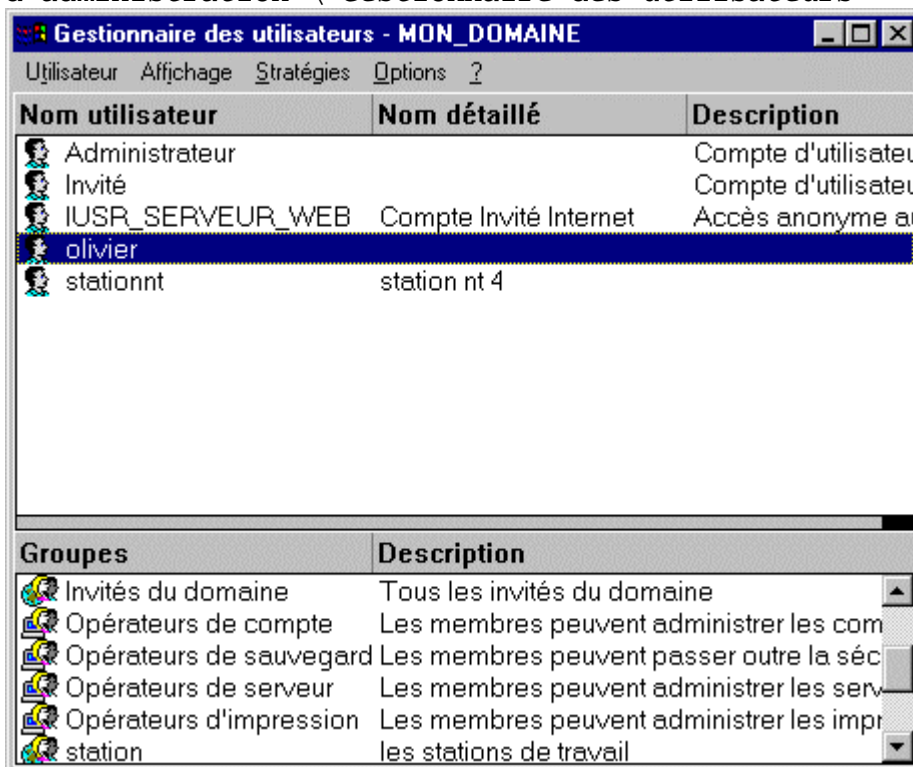 Gestionnaire des utilisateurs - MON_DOMAINE
Utilisateur Affichage Stratégies Options ?
Nom utilisateur Nom détaillé Description
Administrateur Compte d'utilisateu
Invité Compte d'utilisateu
IUSR_SERVEUR_WEB Compte Invité Internet Accès anonyme au
olivier
stationnt station nt 4
Groupes Description
Invités du domaine Tous les invités du domaine
Opérateurs de compte Les membres peuvent administrer les com
Opérateurs de sauvegard Les membres peuvent passer outre la séc
Opérateurs de serveur Les membres peuvent administrer les serv
Opérateurs d'impression Les membres peuvent administrer les impr
station les stations de travail